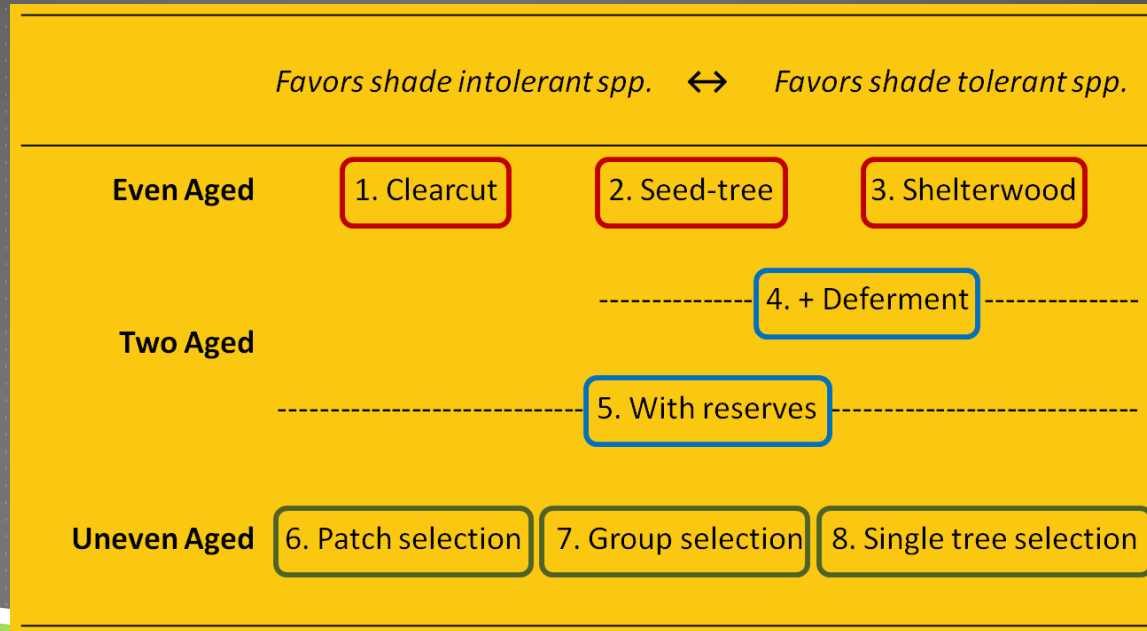 Favors shade intolerant spp. ↔ Favors shade tolerant spp.
Even Aged 1. Clearcut 2. Seed-tree 3. Shelterwood
4. + Deferment
Two Aged
5. With reserves
Uneven Aged 6. Patch selection 7. Group selection 8. Single tree selection